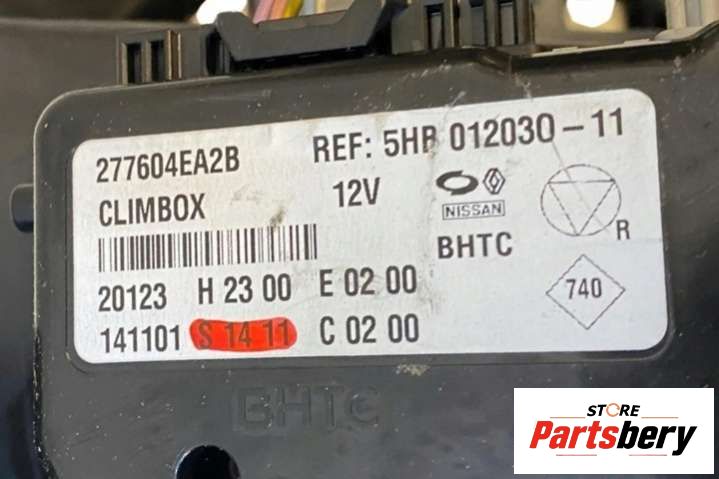 277604EA2B
REF: 5HB 012030-11
CLIMBOX
12V
NISSAN
BHTC
R
20123 H 23 00 E 02 00
740
141101 S 14 11 C 02 00
BHTC
STORE
Partsbery